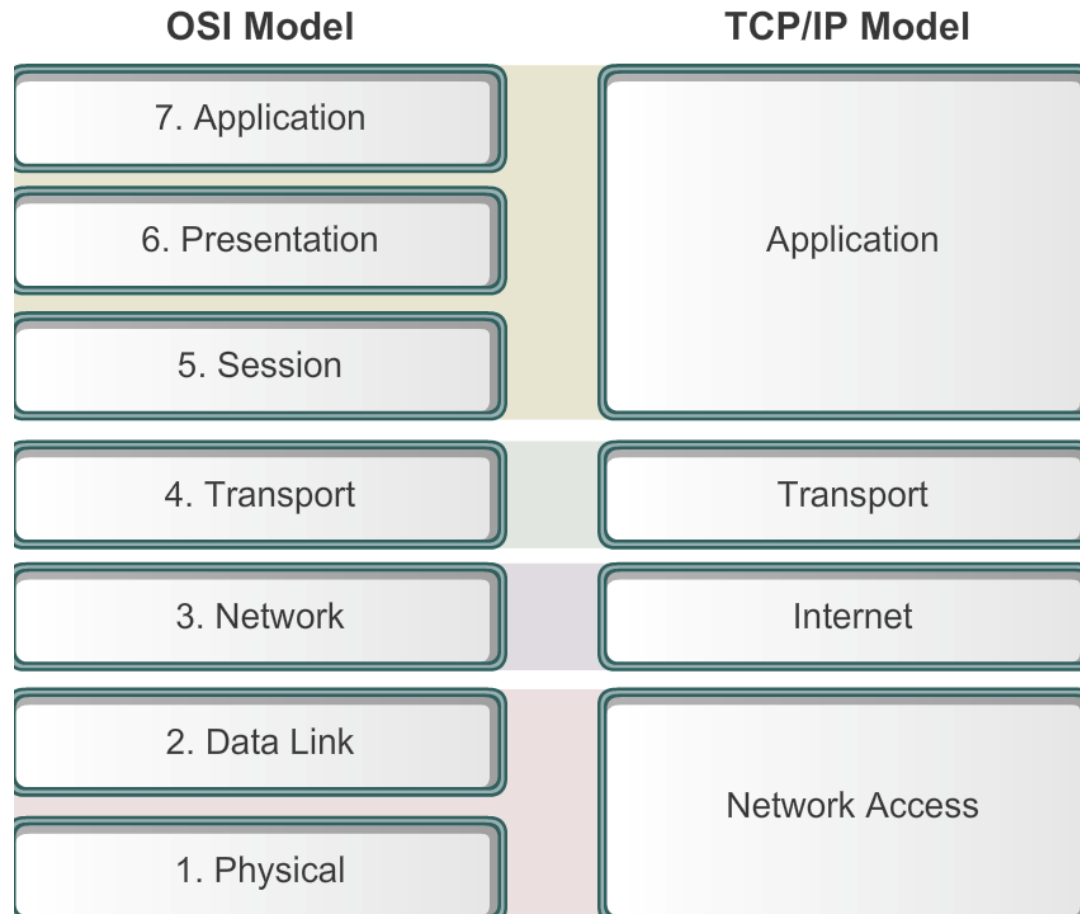 OSI Model
TCP/IP Model
7. Application
6. Presentation
5. Session
4. Transport
3. Network
2. Data Link
1. Physical
Application
Transport
Internet
Network Access